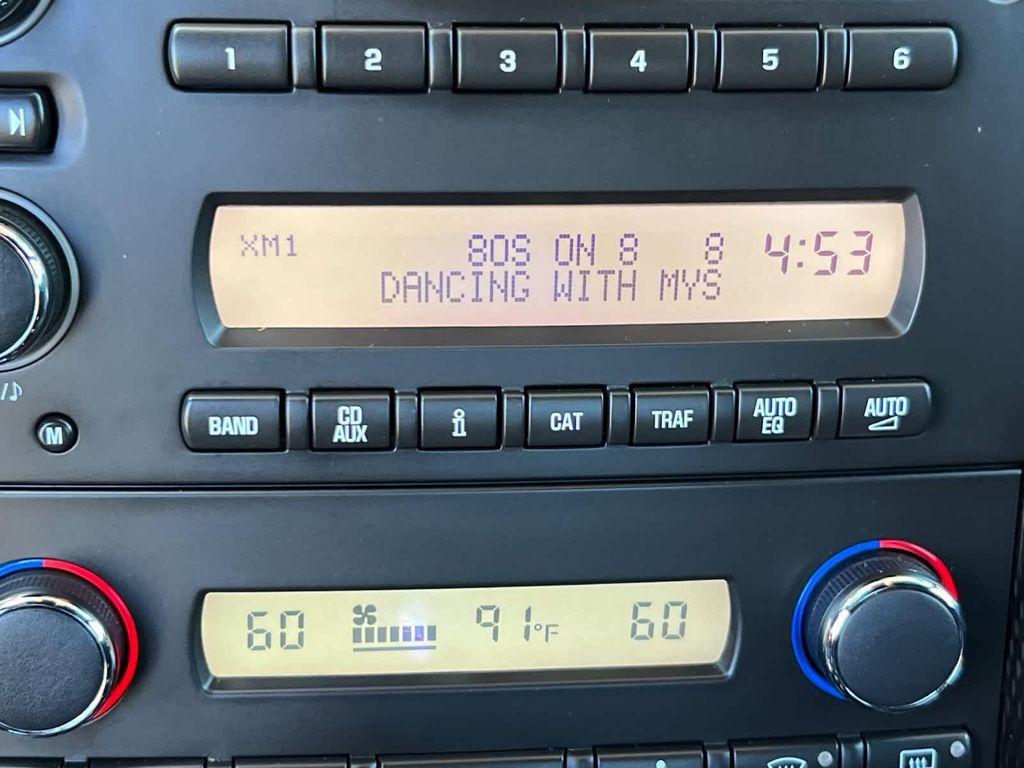 1 2 3 4 5 6
XM1 80S ON 8 8 4:53
DANCING WITH MYS
M BAND CD AUX i CAT TRAF AUTO EQ AUTO
60 91°F 60